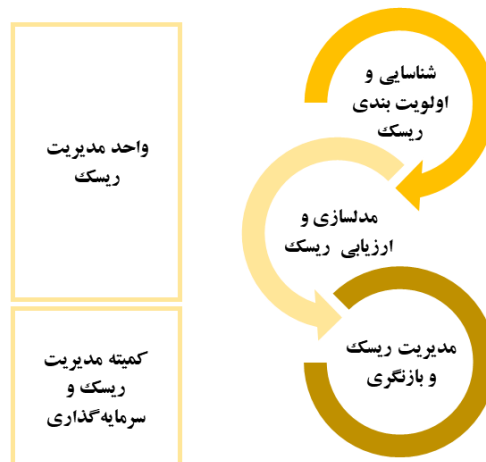 شناسایی و
اولویت بندی
ریسک
مدلسازی و
ارزیابی ریسک
مدیریت ریسک
و بازنگری
واحد مدیریت
ریسک
کمیته مدیریت
ریسک و
سرمایه‌گذاری